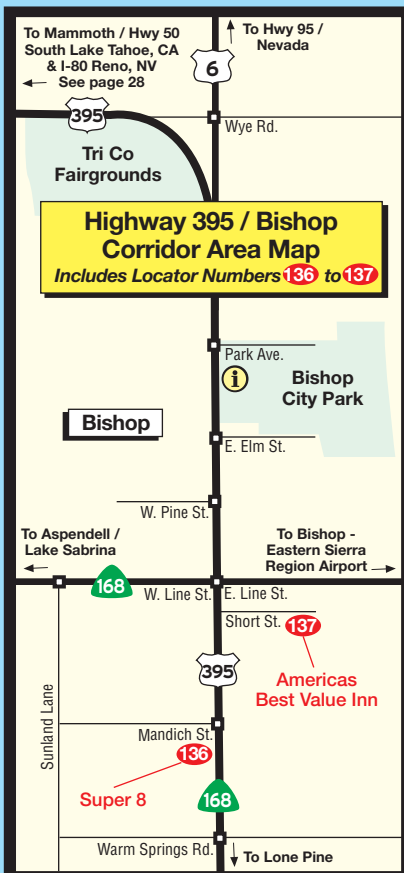 To Mammoth / Hwy 50
South Lake Tahoe, CA
& I-80 Reno, NV
See page 28
To Hwy 95 /
Nevada
6
395
Wye Rd.
Tri Co
Fairgrounds
Highway 395 / Bishop
Corridor Area Map
Includes Locator Numbers 136 to 137
Park Ave.
i
Bishop
City Park
Bishop
E. Elm St.
W. Pine St.
To Aspendell /
Lake Sabrina
To Bishop -
Eastern Sierra
Region Airport
168
W. Line St.
E. Line St.
Short St.
137
Americas
Best Value Inn
395
Sunland Lane
Mandich St.
136
Super 8
168
Warm Springs Rd.
To Lone Pine